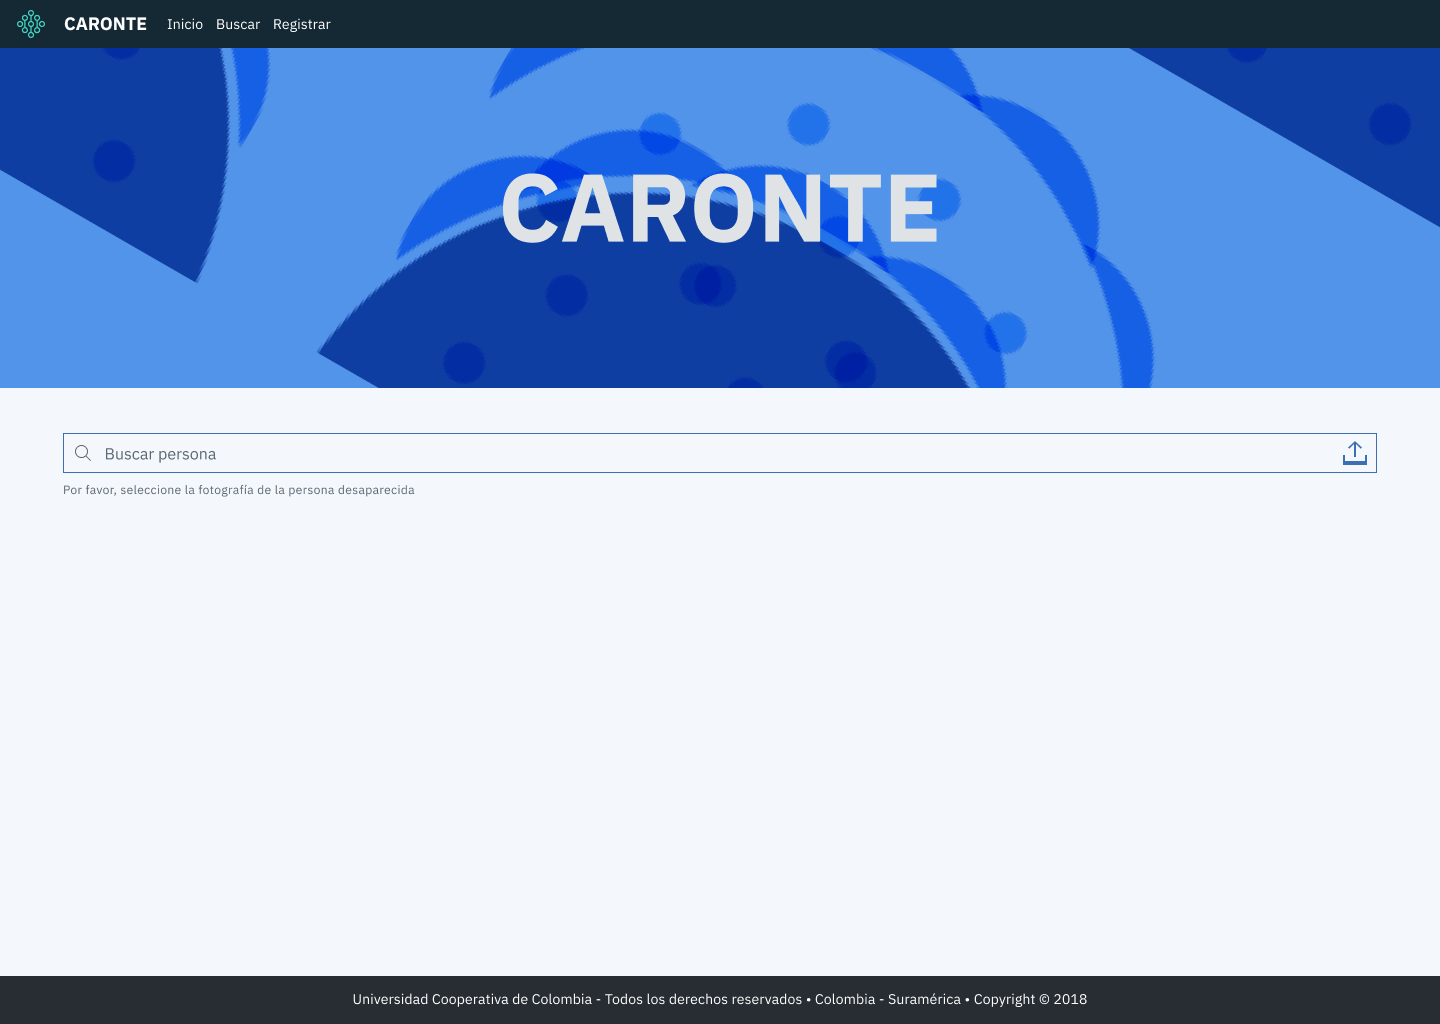 CARONTE Inicio Buscar Registrar
CARONTE
Buscar persona
Por favor, seleccione la fotografía de la persona desaparecida
Universidad Cooperativa de Colombia - Todos los derechos reservados • Colombia - Suramérica • Copyright © 2018